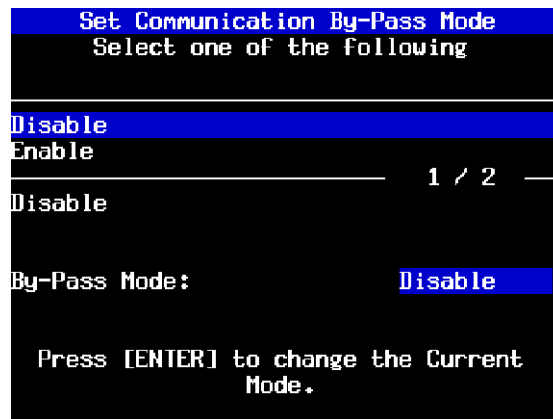 Set Communication By-Pass Mode
Select one of the following
Disable
Enable
1 / 2
Disable
By-Pass Mode: Disable
Press [ENTER] to change the Current
Mode.